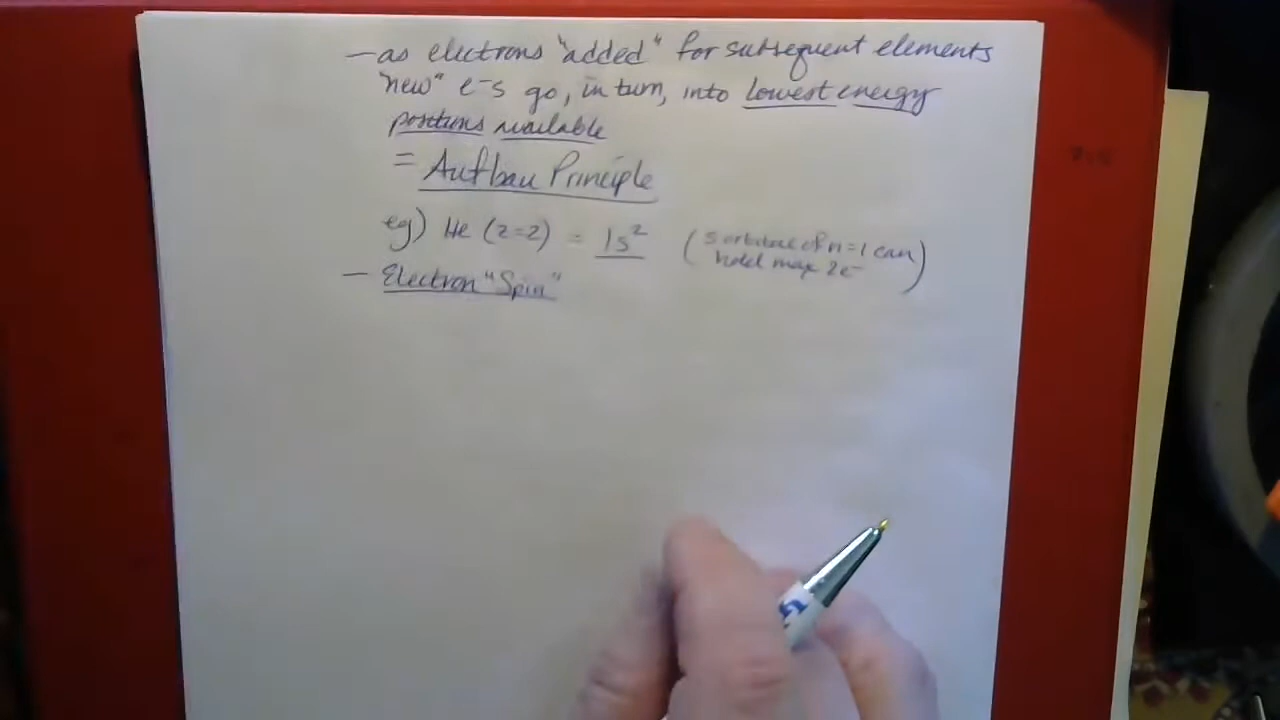 — as electrons "added" for subsequent elements
"new" e⁻s go, in turn, into lowest energy
positions available
= Aufbau Principle
eg) He (z=2) = 1s² (s orbital of n=1 can
hold max 2e⁻)
— Electron "Spin"